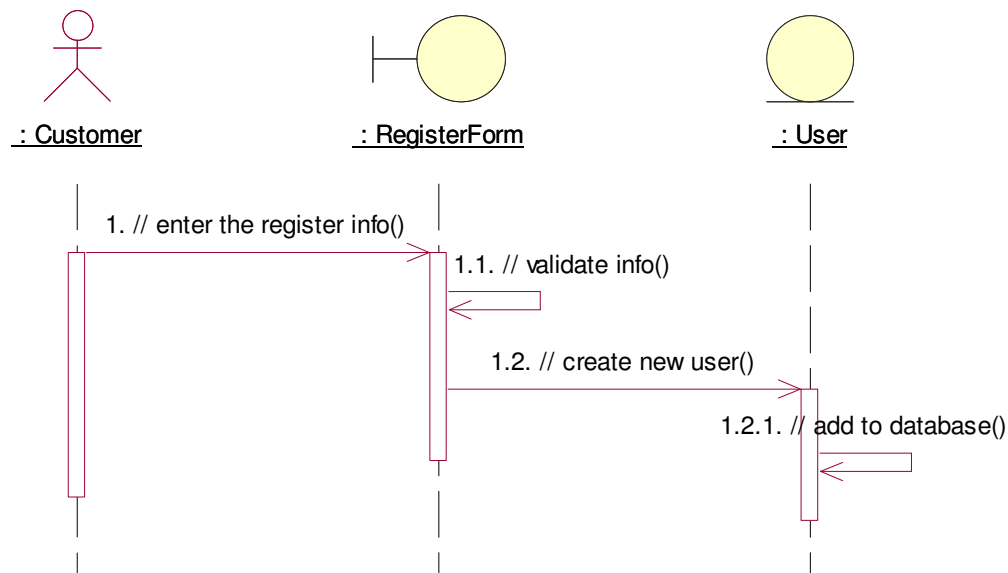 : Customer
: RegisterForm
: User
1. // enter the register info()
1.1. // validate info()
1.2. // create new user()
1.2.1. // add to database()